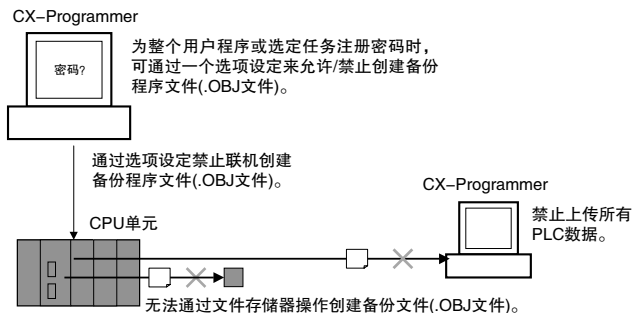 CX–Programmer
密码?
为整个用户程序或选定任务注册密码时，
可通过一个选项设定来允许/禁止创建备份
程序文件(.OBJ文件)。
通过选项设定禁止联机创建
备份程序文件(.OBJ文件)。
CX–Programmer
CPU单元
禁止上传所有
PLC数据。
无法通过文件存储器操作创建备份文件(.OBJ文件)。